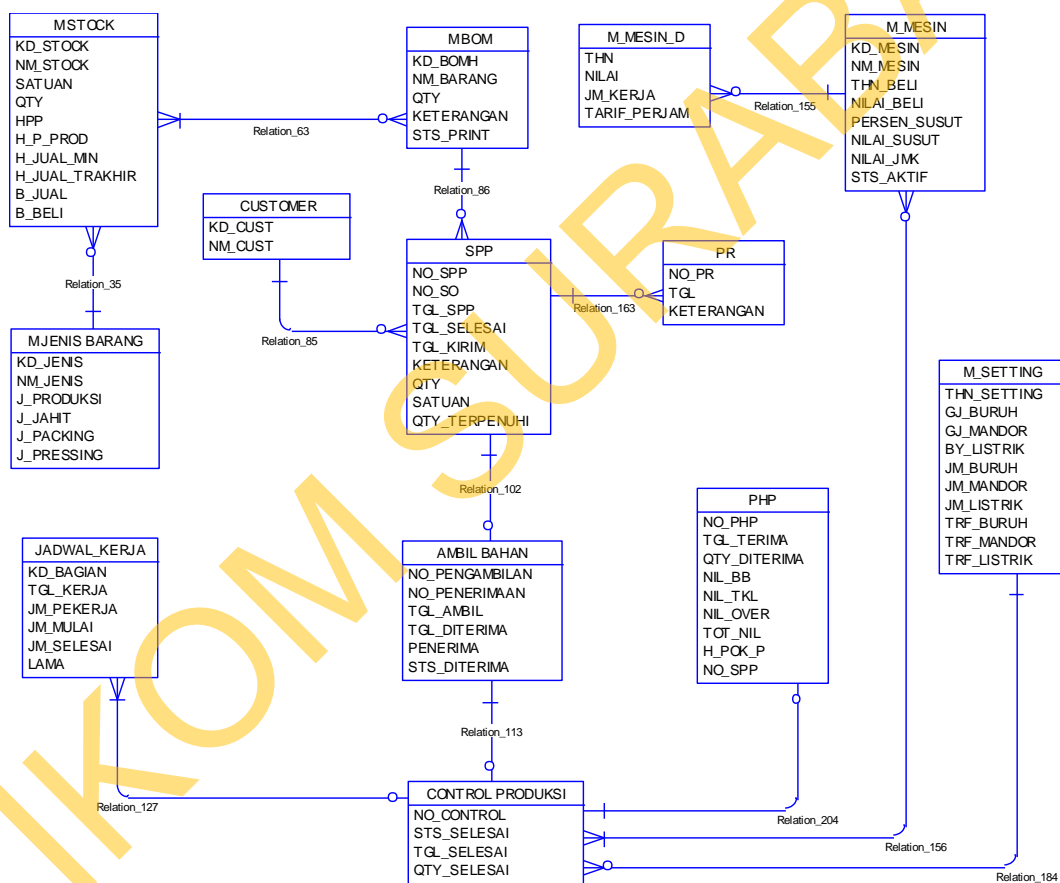 MSTOCK
KD_STOCK
NM_STOCK
SATUAN
QTY
HPP
H_P_PROD
H_JUAL_MIN
H_JUAL_TRAKHIR
B_JUAL
B_BELI
MBOM
KD_BOMH
NM_BARANG
QTY
KETERANGAN
STS_PRINT
M_MESIN_D
THN
NILAI
JM_KERJA
TARIF_PERJAM
M_MESIN
KD_MESIN
NM_MESIN
THN_BELI
NILAI_BELI
PERSEN_SUSUT
NILAI_SUSUT
NILAI_JMK
STS_AKTIF
Relation_63
Relation_155
Relation_86
CUSTOMER
KD_CUST
NM_CUST
SPP
NO_SPP
NO_SO
TGL_SPP
TGL_SELESAI
TGL_KIRIM
KETERANGAN
QTY
SATUAN
QTY_TERPENUHI
PR
NO_PR
TGL
KETERANGAN
Relation_35
Relation_85
Relation_163
MJENIS BARANG
KD_JENIS
NM_JENIS
J_PRODUKSI
J_JAHIT
J_PACKING
J_PRESSING
M_SETTING
THN_SETTING
GJ_BURUH
GJ_MANDOR
BY_LISTRIK
JM_BURUH
JM_MANDOR
JM_LISTRIK
TRF_BURUH
TRF_MANDOR
TRF_LISTRIK
Relation_102
PHP
NO_PHP
TGL_TERIMA
QTY_DITERIMA
NIL_BB
NIL_TKL
NIL_OVER
TOT_NIL
H_POK_P
NO_SPP
JADWAL_KERJA
KD_BAGIAN
TGL_KERJA
JM_PEKERJA
JM_MULAI
JM_SELESAI
LAMA
AMBIL BAHAN
NO_PENGAMBILAN
NO_PENERIMAAN
TGL_AMBIL
TGL_DITERIMA
PENERIMA
STS_DITERIMA
Relation_113
Relation_127
CONTROL PRODUKSI
NO_CONTROL
STS_SELESAI
TGL_SELESAI
QTY_SELESAI
Relation_204
Relation_156
Relation_184
IKOM SURABA